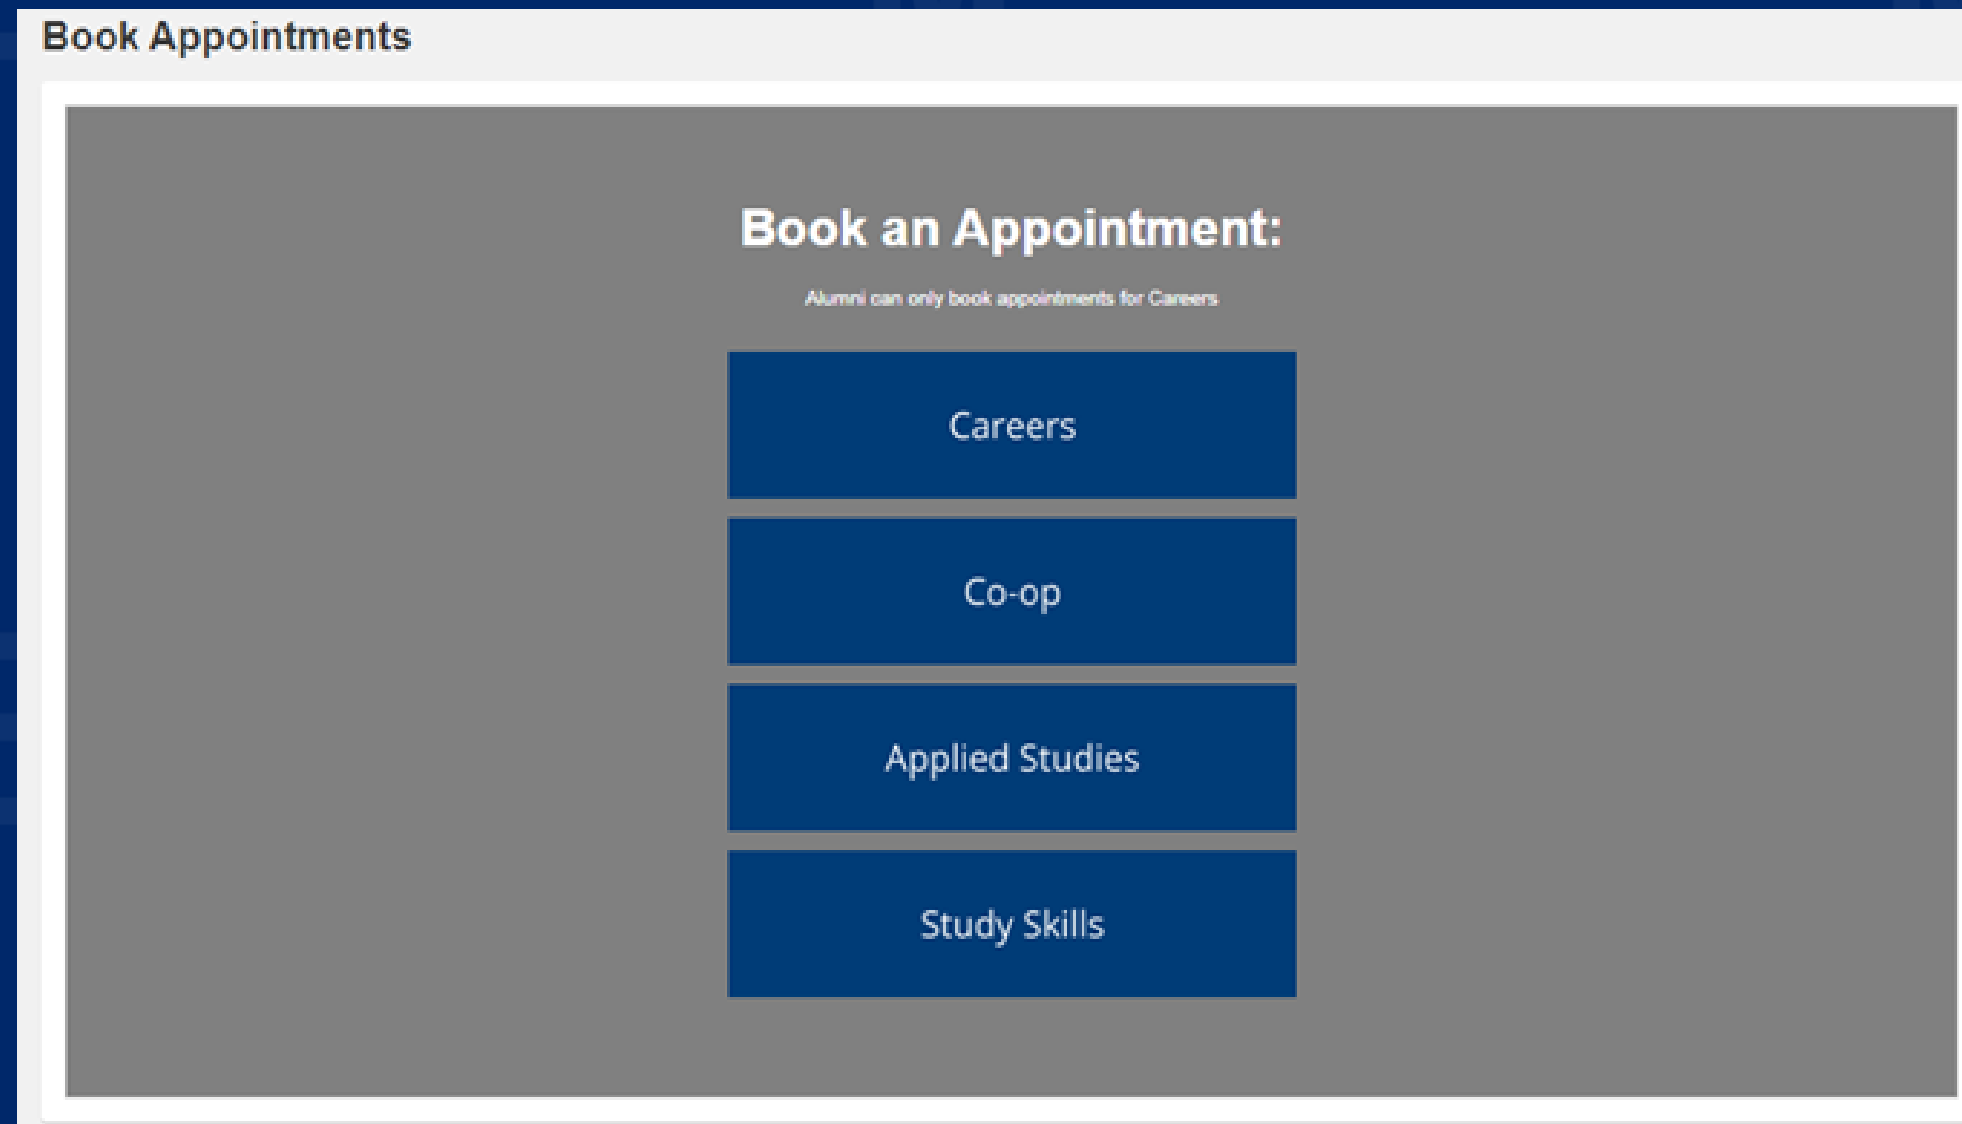 Book Appointments
Book an Appointment:
Alumni can only book appointments for Careers
Careers
Co-op
Applied Studies
Study Skills